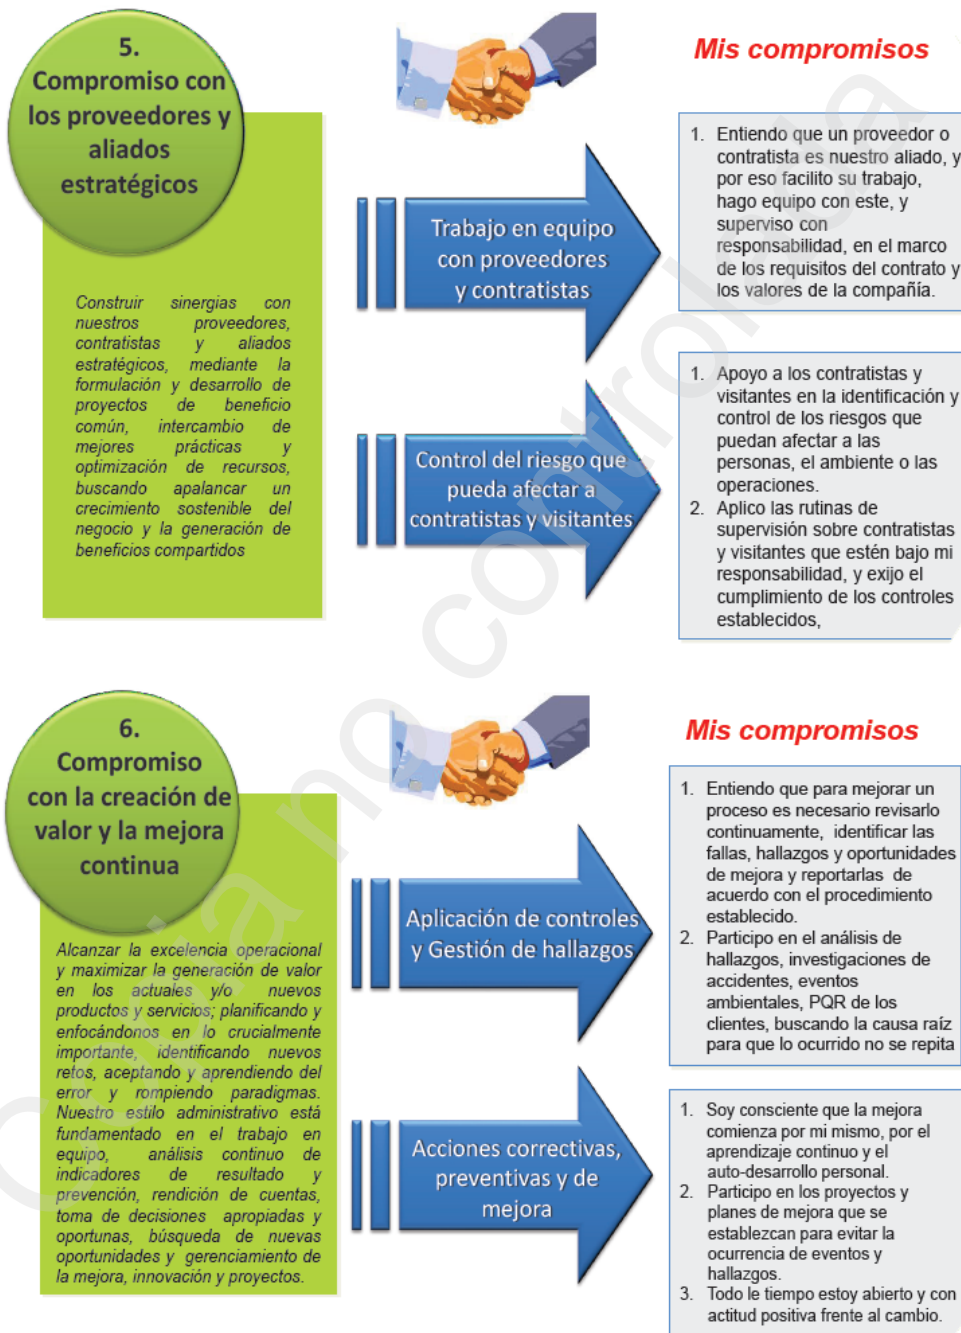 5.
Compromiso con
los proveedores y
aliados
estratégicos
Construir sinergias con
nuestros proveedores,
contratistas y aliados
estratégicos, mediante la
formulación y desarrollo de
proyectos de beneficio
común, intercambio de
mejores prácticas y
optimización de recursos,
buscando apalancar un
crecimiento sostenible del
negocio y la generación de
beneficios compartidos
Trabajo en equipo
con proveedores
y contratistas
Control del riesgo que
pueda afectar a
contratistas y visitantes
Mis compromisos
1. Entiendo que un proveedor o
contratista es nuestro aliado, y
por eso facilito su trabajo,
hago equipo con este, y
superviso con
responsabilidad, en el marco
de los requisitos del contrato y
los valores de la compañía.
1. Apoyo a los contratistas y
visitantes en la identificación y
control de los riesgos que
puedan afectar a las
personas, el ambiente o las
operaciones.
2. Aplico las rutinas de
supervisión sobre contratistas
y visitantes que estén bajo mi
responsabilidad, y exijo el
cumplimiento de los controles
establecidos,
6.
Compromiso
con la creación de
valor y la mejora
continua
Alcanzar la excelencia operacional
y maximizar la generación de valor
en los actuales y/o nuevos
productos y servicios; planificando y
enfocándonos en lo crucialmente
importante, identificando nuevos
retos, aceptando y aprendiendo del
error y rompiendo paradigmas.
Nuestro estilo administrativo está
fundamentado en el trabajo en
equipo, análisis continuo de
indicadores de resultado y
prevención, rendición de cuentas,
toma de decisiones apropiadas y
oportunas, búsqueda de nuevas
oportunidades y gerenciamiento de
la mejora, innovación y proyectos.
Aplicación de controles
y Gestión de hallazgos
Acciones correctivas,
preventivas y de
mejora
Mis compromisos
1. Entiendo que para mejorar un
proceso es necesario revisarlo
continuamente, identificar las
fallas, hallazgos y oportunidades
de mejora y reportarlas de
acuerdo con el procedimiento
establecido.
2. Participo en el análisis de
hallazgos, investigaciones de
accidentes, eventos
ambientales, PQR de los
clientes, buscando la causa raíz
para que lo ocurrido no se repita
1. Soy consciente que la mejora
comienza por mi mismo, por el
aprendizaje continuo y el
auto-desarrollo personal.
2. Participo en los proyectos y
planes de mejora que se
establezcan para evitar la
ocurrencia de eventos y
hallazgos.
3. Todo le tiempo estoy abierto y con
actitud positiva frente al cambio.
Copia no controlada